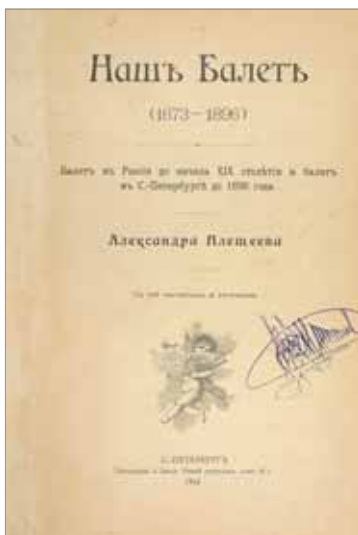 Нашъ Балетъ
(1673—1896)
Балетъ въ Россіи до начала XIX столѣтія и балетъ
въ С.-Петербургѣ до 1896 года
Александра Плещеева
С.-ПЕТЕРБУРГЪ